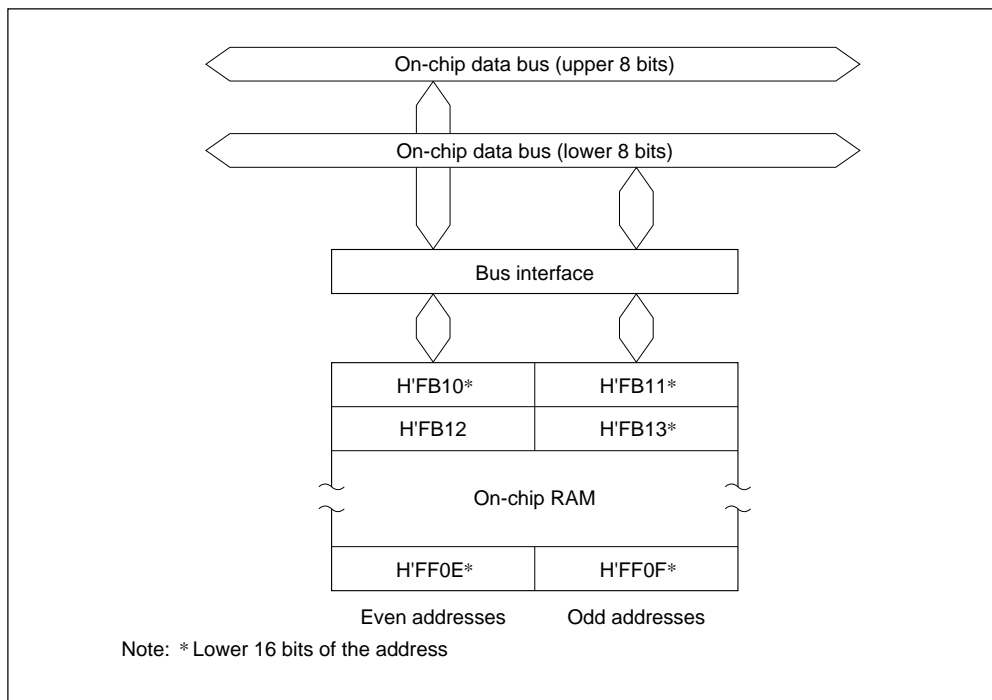 On-chip data bus (upper 8 bits)
On-chip data bus (lower 8 bits)
Bus interface
H'FB10* H'FB11*
H'FB12 H'FB13*
On-chip RAM
H'FF0E* H'FF0F*
Even addresses Odd addresses
Note: * Lower 16 bits of the address